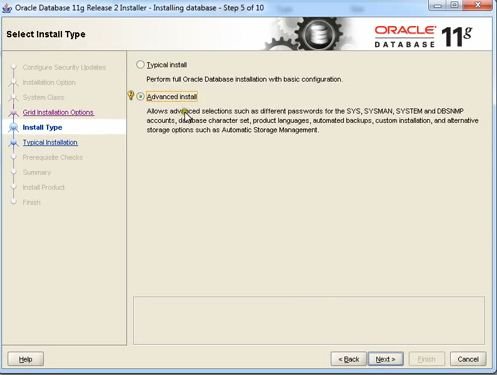 Oracle Database 11g Release 2 Installer - Installing database - Step 5 of 10
Select Install Type
ORACLE
DATABASE
11g
Configure Security Updates
Installation Option
System Class
Grid Installation Options
Install Type
Typical Installation
Prerequisite Checks
Summary
Install Product
Finish
Typical install
Perform full Oracle Database installation with basic configuration.
Advanced install
Allows advanced selections such as different passwords for the SYS, SYSMAN, SYSTEM and DBSNMP
accounts, database character set, product languages, automated backups, custom installation, and alternative
storage options such as Automatic Storage Management.
Help
< Back
Next >
Finish
Cancel